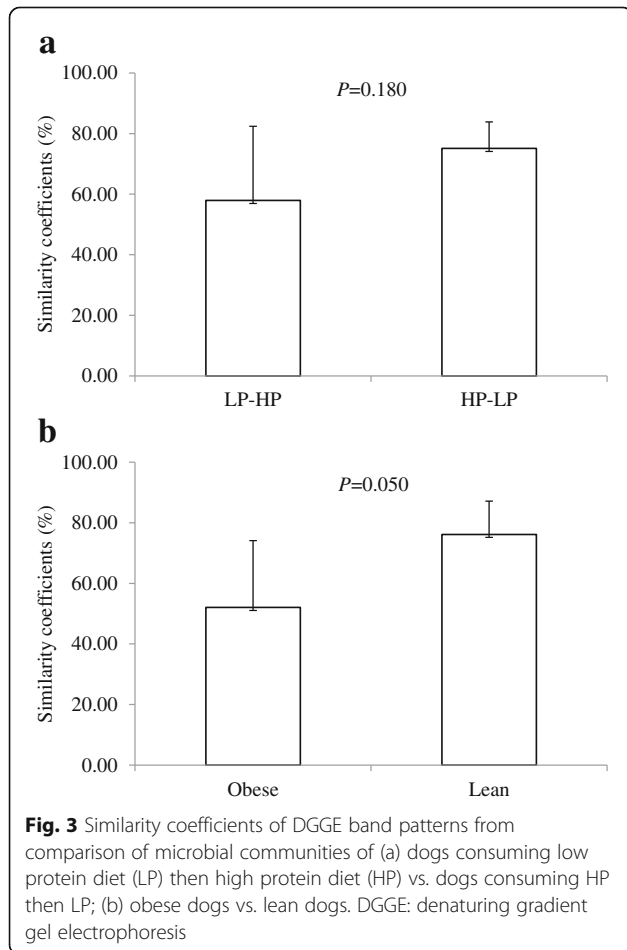 a
100.00
P=0.180
80.00
60.00
40.00
20.00
0.00
Similarity coefficients (%)
LP-HP HP-LP
b
100.00
P=0.050
80.00
60.00
40.00
20.00
0.00
Similarity coefficients (%)
Obese Lean
Fig. 3 Similarity coefficients of DGGE band patterns from
comparison of microbial communities of (a) dogs consuming low
protein diet (LP) then high protein diet (HP) vs. dogs consuming HP
then LP; (b) obese dogs vs. lean dogs. DGGE: denaturing gradient
gel electrophoresis